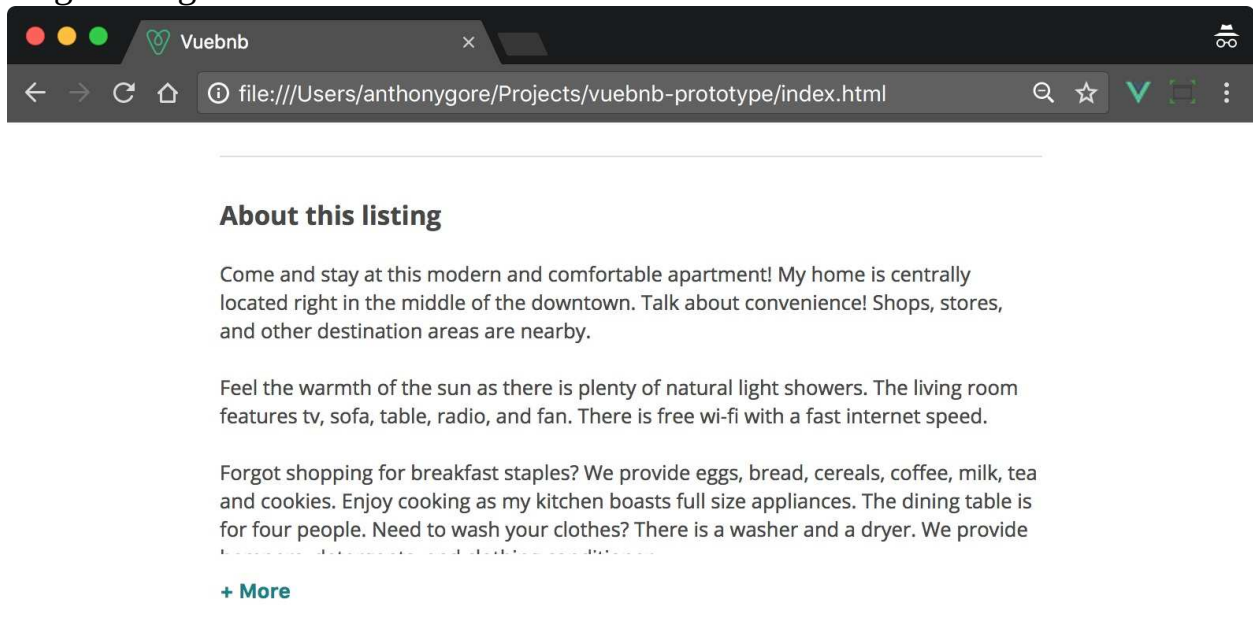 Vuebnb
file:///Users/anthonygore/Projects/vuebnb-prototype/index.html
About this listing
Come and stay at this modern and comfortable apartment! My home is centrally
located right in the middle of the downtown. Talk about convenience! Shops, stores,
and other destination areas are nearby.
Feel the warmth of the sun as there is plenty of natural light showers. The living room
features tv, sofa, table, radio, and fan. There is free wi-fi with a fast internet speed.
Forgot shopping for breakfast staples? We provide eggs, bread, cereals, coffee, milk, tea
and cookies. Enjoy cooking as my kitchen boasts full size appliances. The dining table is
for four people. Need to wash your clothes? There is a washer and a dryer. We provide
+ More